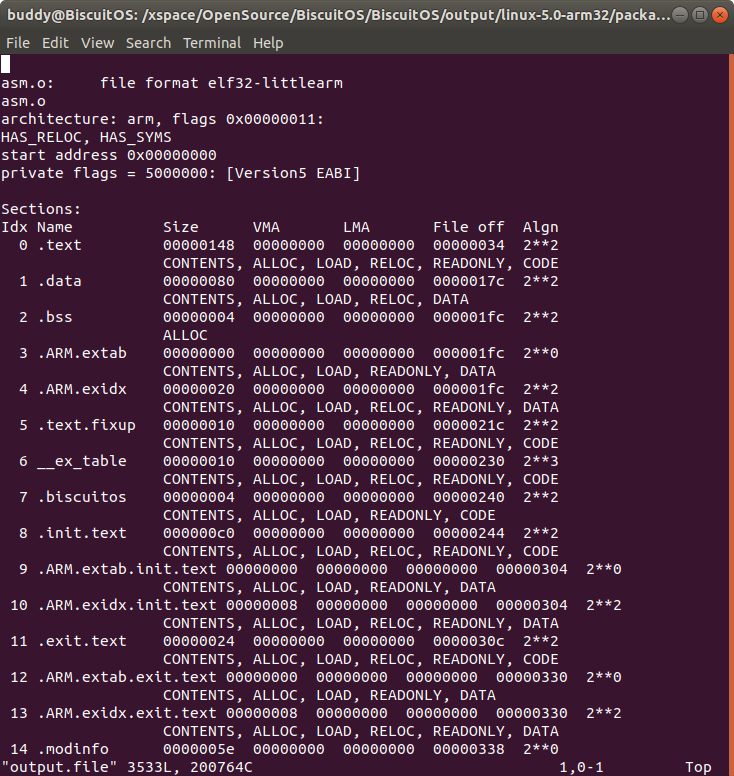 buddy@BiscuitOS: /xspace/OpenSource/BiscuitOS/BiscuitOS/output/linux-5.0-arm32/packa...
File Edit View Search Terminal Help
asm.o:     file format elf32-littlearm
asm.o
architecture: arm, flags 0x00000011:
HAS_RELOC, HAS_SYMS
start address 0x00000000
private flags = 5000000: [Version5 EABI]
Sections:
Idx Name          Size      VMA       LMA       File off  Algn
  0 .text         00000148  00000000  00000000  00000034  2**2
                  CONTENTS, ALLOC, LOAD, RELOC, READONLY, CODE
  1 .data         00000080  00000000  00000000  0000017c  2**2
                  CONTENTS, ALLOC, LOAD, RELOC, DATA
  2 .bss          00000004  00000000  00000000  000001fc  2**2
                  ALLOC
  3 .ARM.extab    00000000  00000000  00000000  000001fc  2**0
                  CONTENTS, ALLOC, LOAD, READONLY, DATA
  4 .ARM.exidx    00000020  00000000  00000000  000001fc  2**2
                  CONTENTS, ALLOC, LOAD, RELOC, READONLY, DATA
  5 .text.fixup   00000010  00000000  00000000  0000021c  2**2
                  CONTENTS, ALLOC, LOAD, RELOC, READONLY, CODE
  6 __ex_table    00000010  00000000  00000000  00000230  2**3
                  CONTENTS, ALLOC, LOAD, RELOC, READONLY, CODE
  7 .biscuitos    00000004  00000000  00000000  00000240  2**2
                  CONTENTS, ALLOC, LOAD, READONLY, CODE
  8 .init.text    000000c0  00000000  00000000  00000244  2**2
                  CONTENTS, ALLOC, LOAD, RELOC, READONLY, CODE
  9 .ARM.extab.init.text 00000000  00000000  00000000  00000304  2**0
                  CONTENTS, ALLOC, LOAD, READONLY, DATA
 10 .ARM.exidx.init.text 00000008  00000000  00000000  00000304  2**2
                  CONTENTS, ALLOC, LOAD, RELOC, READONLY, DATA
 11 .exit.text    00000024  00000000  00000000  0000030c  2**2
                  CONTENTS, ALLOC, LOAD, RELOC, READONLY, CODE
 12 .ARM.extab.exit.text 00000000  00000000  00000000  00000330  2**0
                  CONTENTS, ALLOC, LOAD, READONLY, DATA
 13 .ARM.exidx.exit.text 00000008  00000000  00000000  00000330  2**2
                  CONTENTS, ALLOC, LOAD, RELOC, READONLY, DATA
 14 .modinfo      0000005e  00000000  00000000  00000338  2**0
"output.file" 3533L, 200764C                                  1,0-1         Top